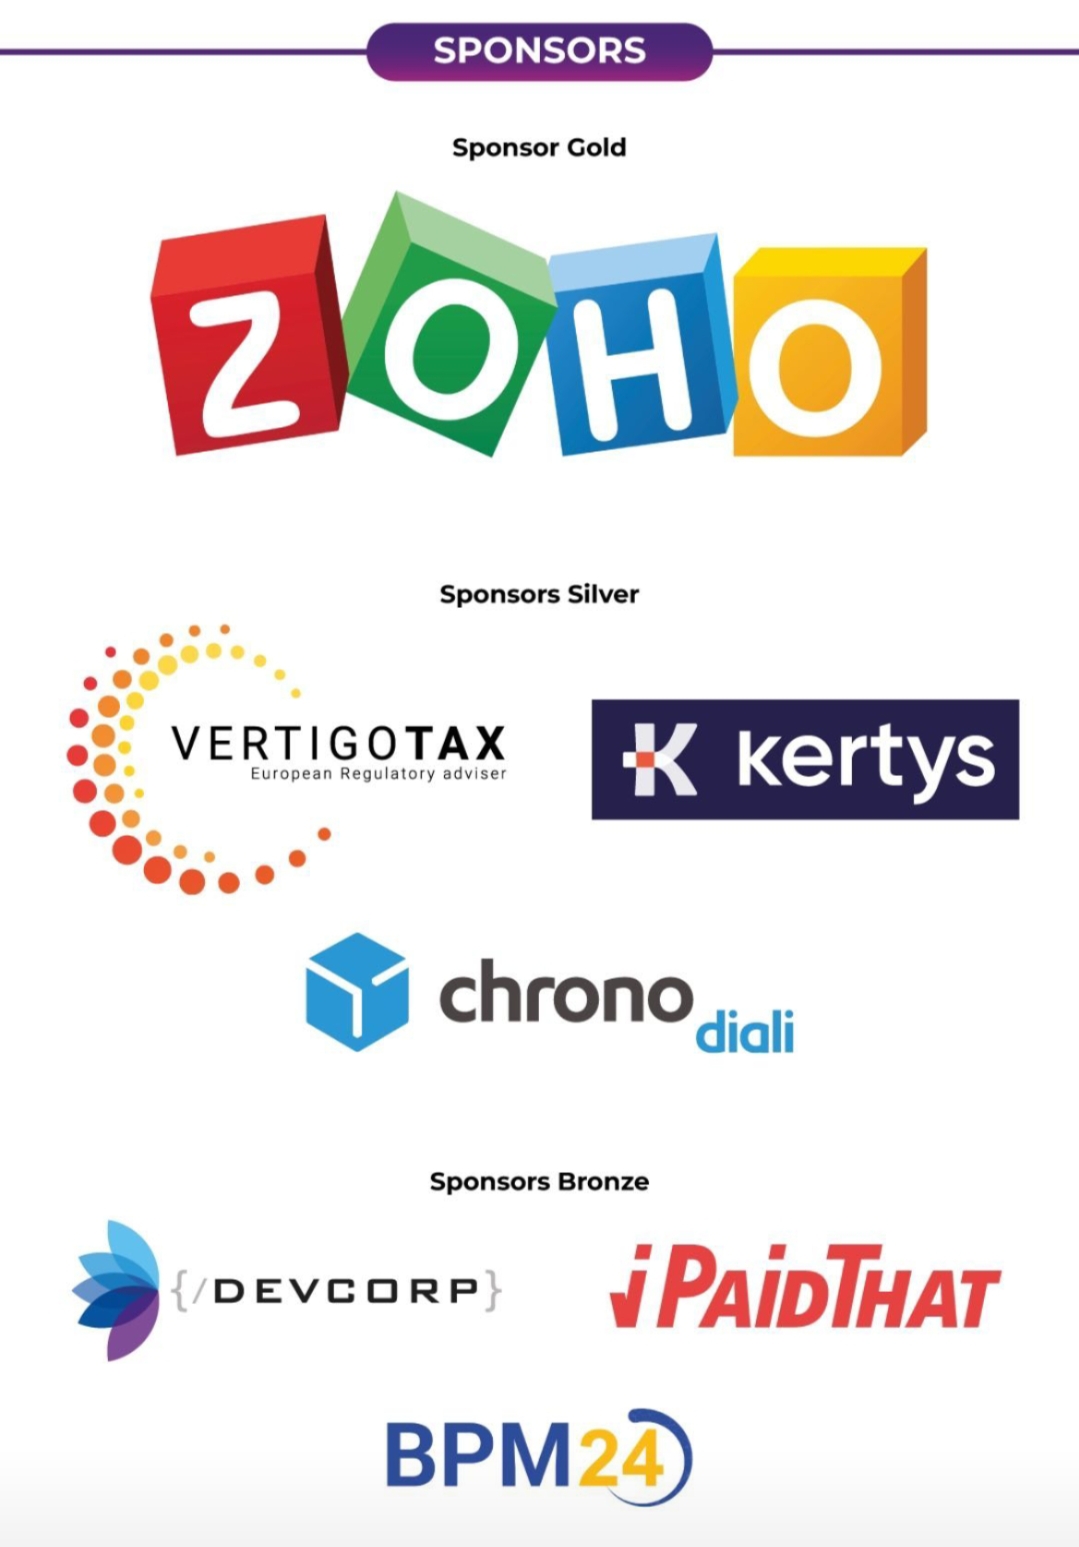 SPONSORS
Sponsor Gold
ZOHO
Sponsors Silver
VERTIGOTAX
European Regulatory adviser
kertys
chrono
diali
Sponsors Bronze
{/DEVCORP}
iPAiDTHAT
BPM24